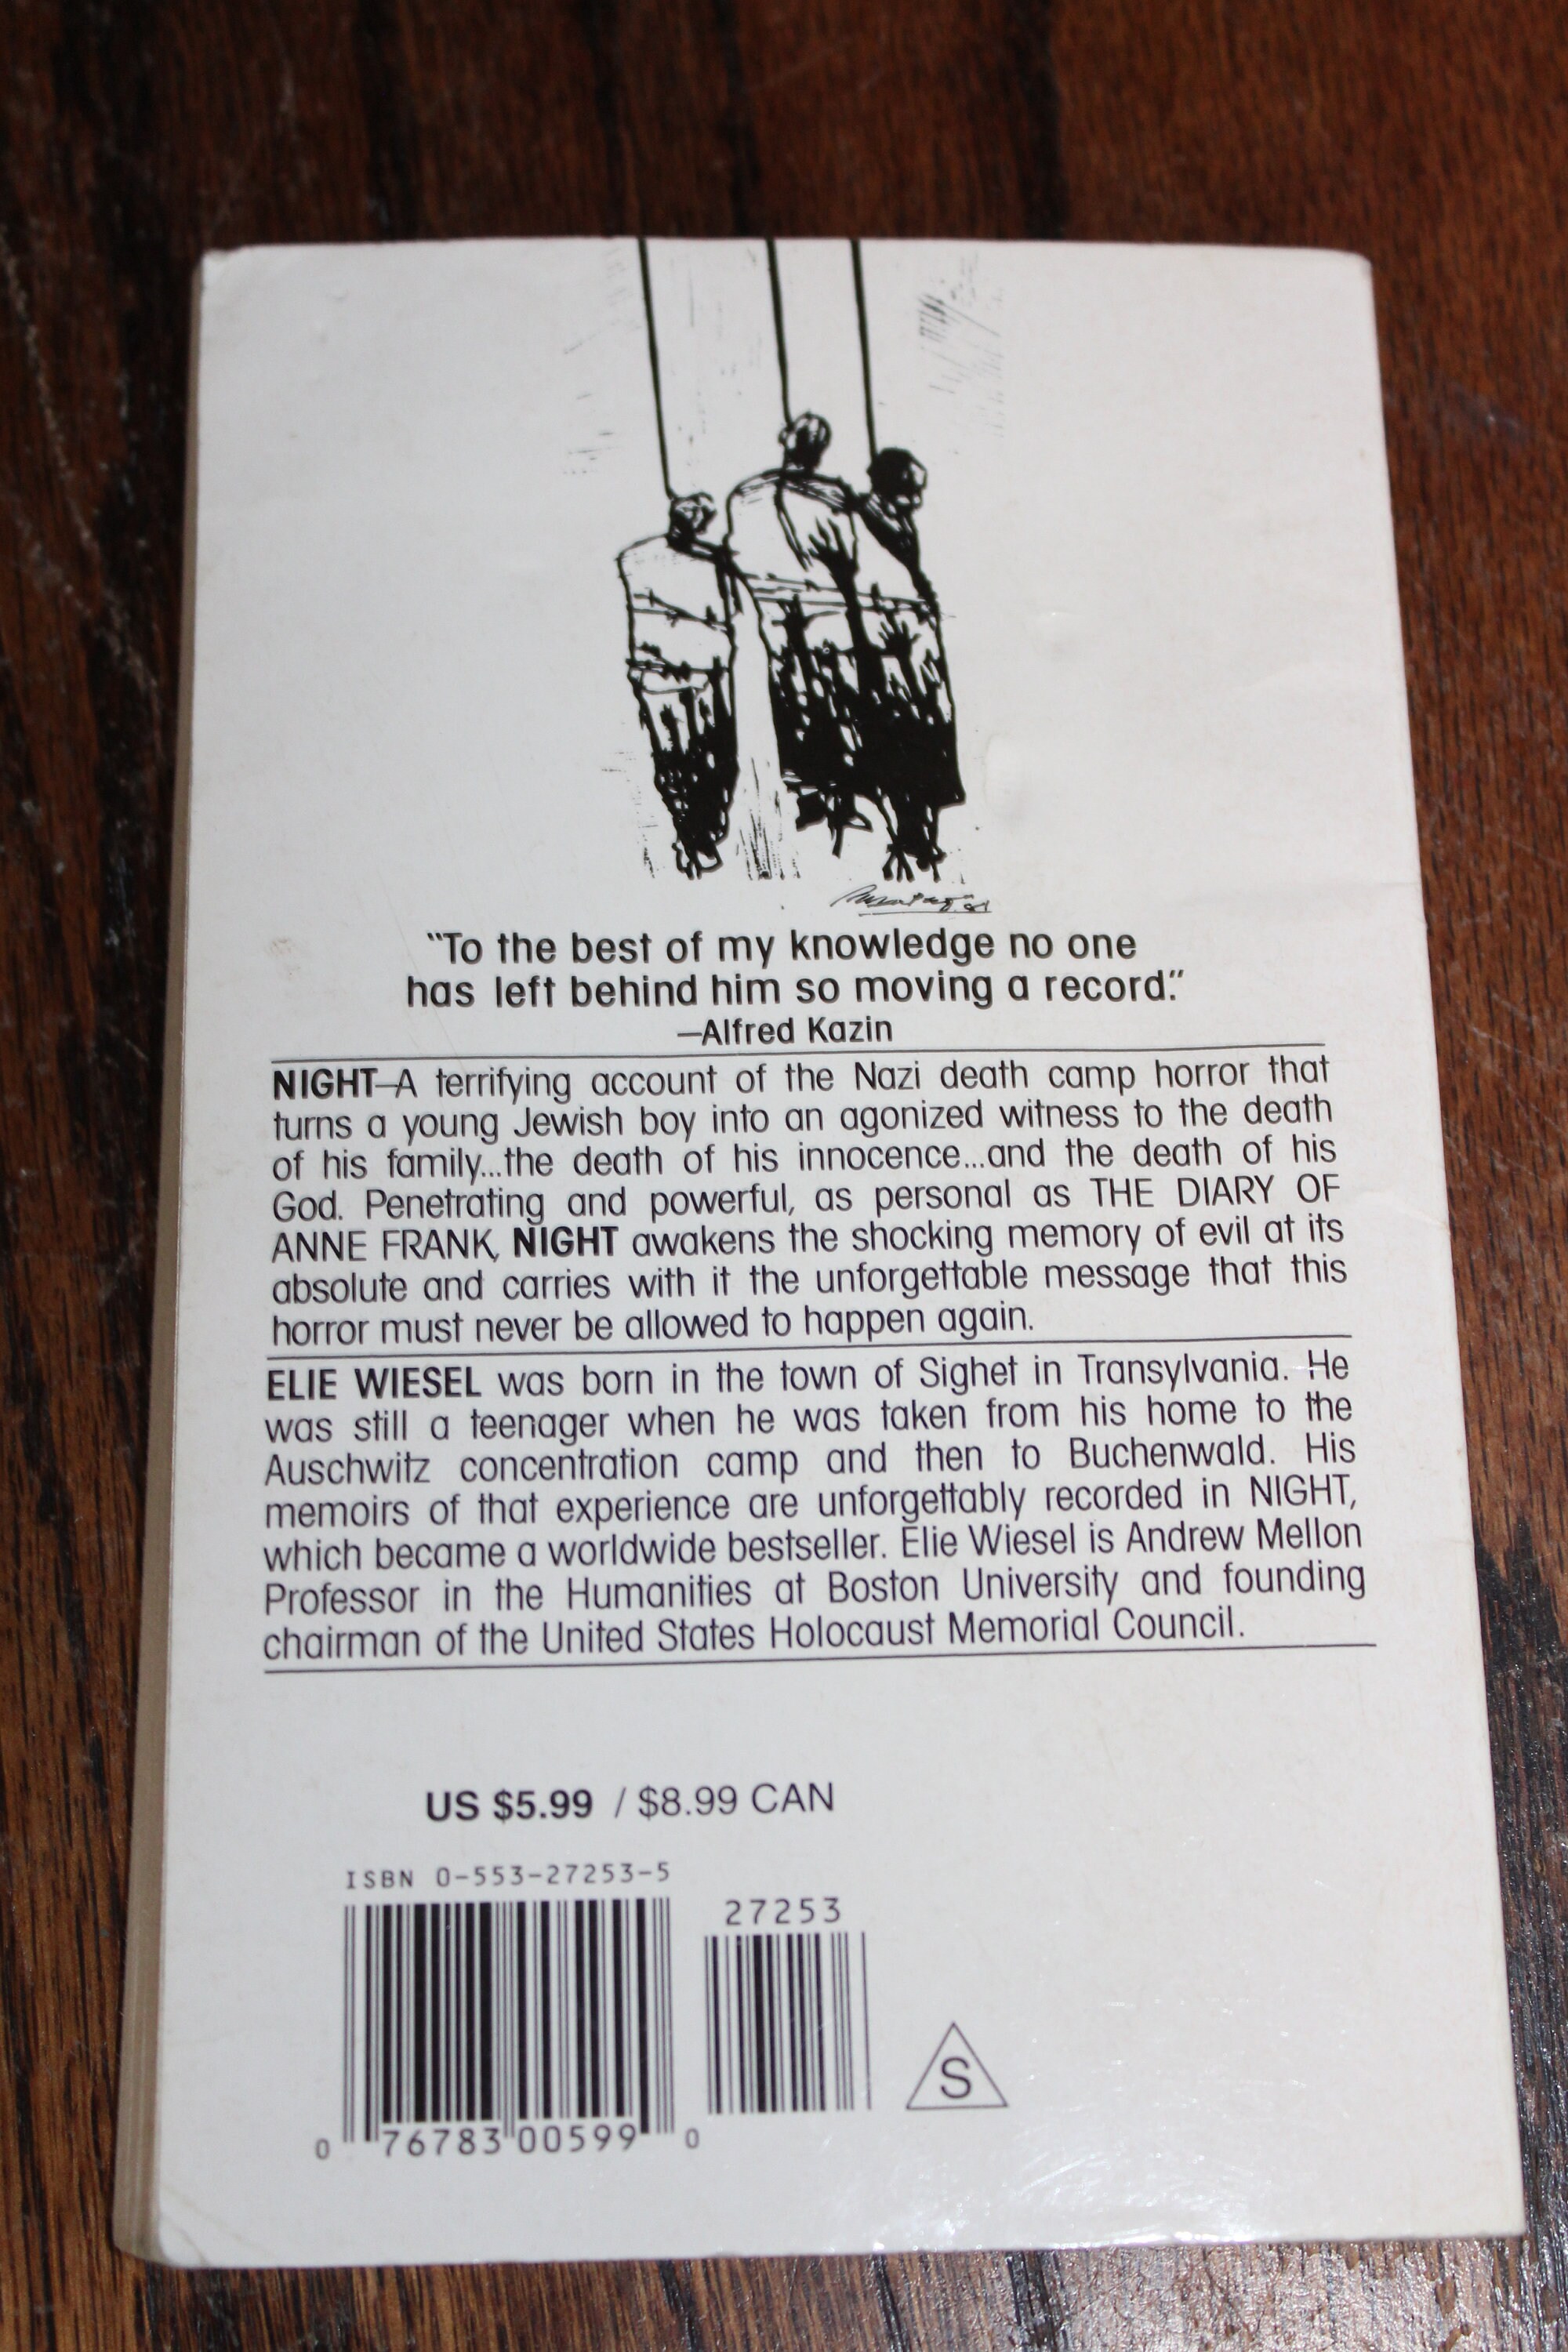 "To the best of my knowledge no one
has left behind him so moving a record."
—Alfred Kazin
NIGHT—A terrifying account of the Nazi death camp horror that
turns a young Jewish boy into an agonized witness to the death
of his family...the death of his innocence...and the death of his
God. Penetrating and powerful, as personal as THE DIARY OF
ANNE FRANK, NIGHT awakens the shocking memory of evil at its
absolute and carries with it the unforgettable message that this
horror must never be allowed to happen again.
ELIE WIESEL was born in the town of Sighet in Transylvania. He
was still a teenager when he was taken from his home to the
Auschwitz concentration camp and then to Buchenwald. His
memoirs of that experience are unforgettably recorded in NIGHT,
which became a worldwide bestseller. Elie Wiesel is Andrew Mellon
Professor in the Humanities at Boston University and founding
chairman of the United States Holocaust Memorial Council.
US $5.99 / $8.99 CAN
ISBN 0-553-27253-5
27253
0 76783 00599 0
S